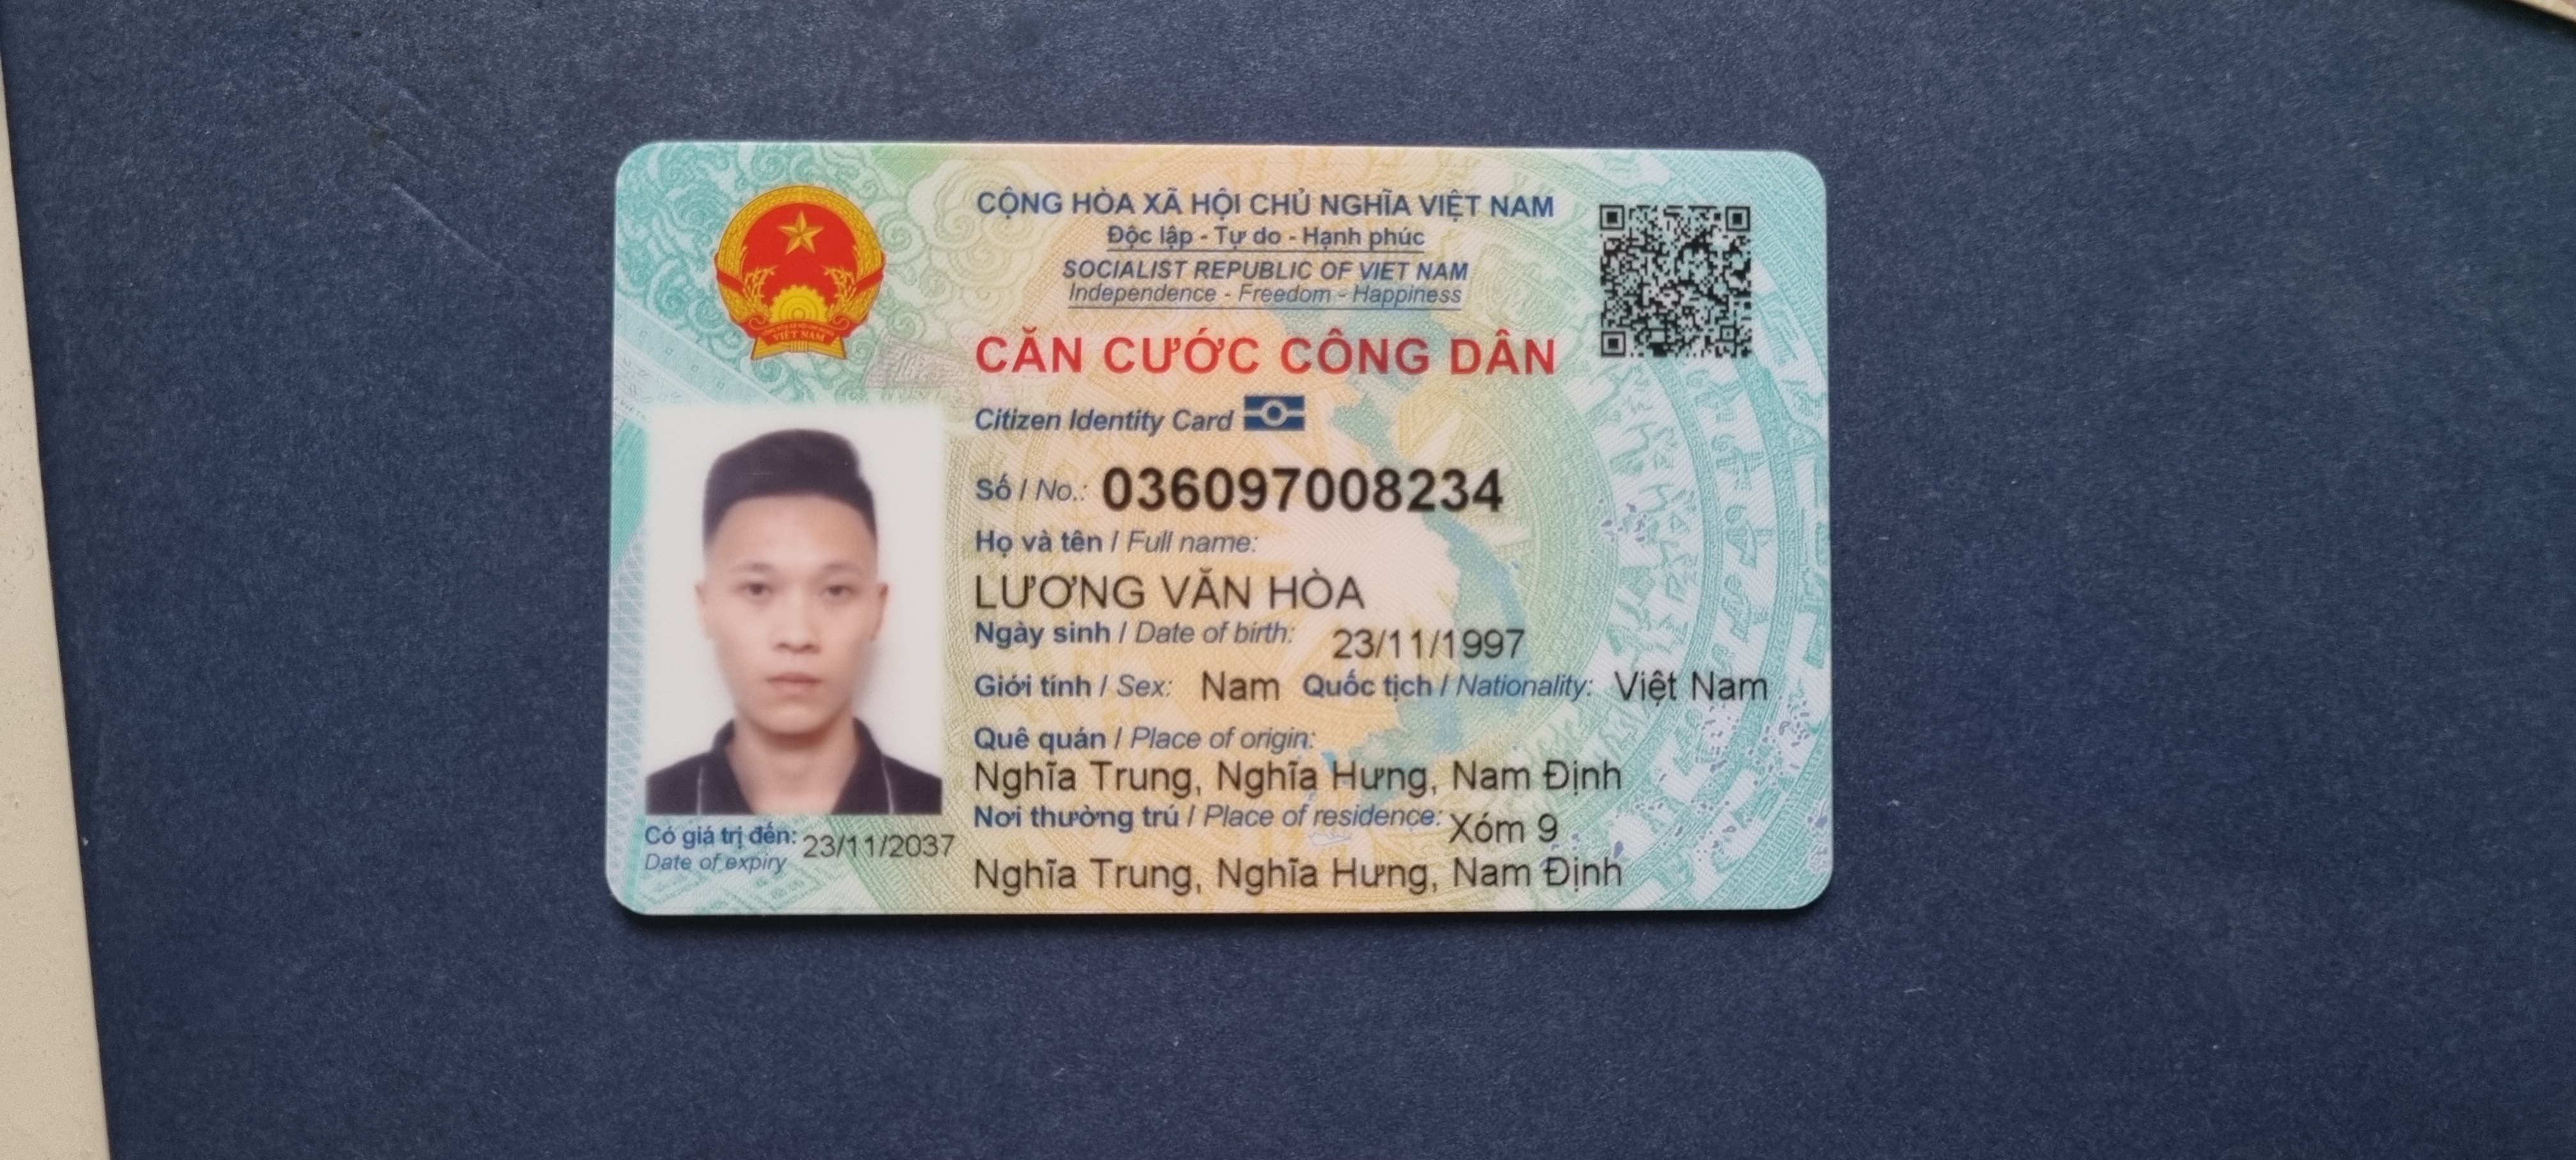 CỘNG HÒA XÃ HỘI CHỦ NGHĨA VIỆT NAM
Độc lập - Tự do - Hạnh phúc
SOCIALIST REPUBLIC OF VIET NAM
Independence - Freedom - Happiness
CĂN CƯỚC CÔNG DÂN
Citizen Identity Card
Số / No.: 036097008234
Họ và tên / Full name:
LƯƠNG VĂN HÒA
Ngày sinh / Date of birth: 23/11/1997
Giới tính / Sex: Nam Quốc tịch / Nationality: Việt Nam
Quê quán / Place of origin:
Nghĩa Trung, Nghĩa Hưng, Nam Định
Nơi thường trú / Place of residence: Xóm 9
Nghĩa Trung, Nghĩa Hưng, Nam Định
Có giá trị đến: 23/11/2037
Date of expiry